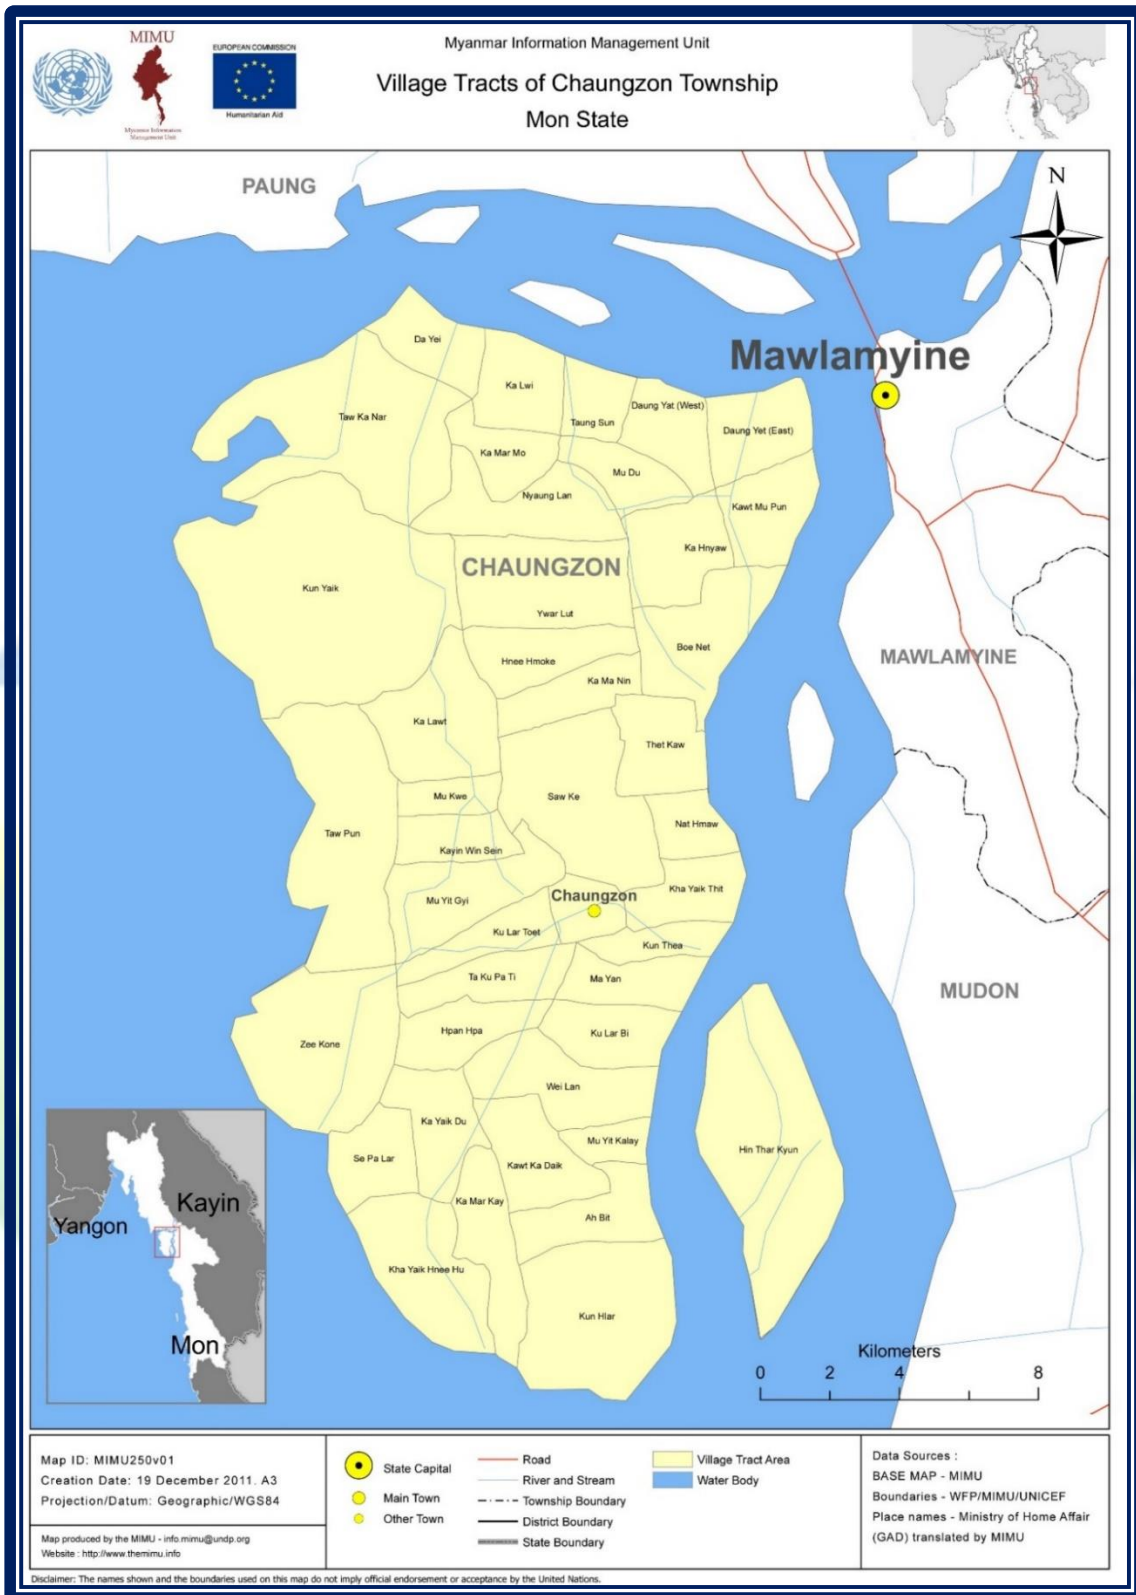 MIMU
Myanmar Information
Management Unit
EUROPEAN COMMISSION
Humanitarian Aid
Myanmar Information Management Unit
Village Tracts of Chaungzon Township
Mon State
PAUNG
N
Mawlamyine
Da Yei
Ka Lwi
Taw Ka Nar
Taung Sun
Daung Yat (West)
Daung Yet (East)
Ka Mar Mo
Mu Du
Nyaung Lan
Kawt Mu Pun
Ka Hnyaw
CHAUNGZON
Kun Yaik
Ywar Lut
Boe Net
MAWLAMYINE
Hnee Hmoke
Ka Ma Nin
Ka Lawt
Thet Kaw
Mu Kwe
Saw Ke
Nat Hmaw
Taw Pun
Kayin Win Sein
Kha Yaik Thit
Chaungzon
Mu Yit Gyi
Ku Lar Toet
Kun Thea
Ta Ku Pa Ti
Ma Yan
MUDON
Hpan Hpa
Ku Lar Bi
Zee Kone
Wei Lan
Ka Yaik Du
Mu Yit Kalay
Hin Thar Kyun
Se Pa Lar
Kawt Ka Daik
Ka Mar Kay
Ah Bit
Kha Yaik Hnee Hu
Kun Hlar
Kayin
Yangon
Mon
Kilometers
0 2 4 8
Map ID: MIMU250v01
Creation Date: 19 December 2011. A3
Projection/Datum: Geographic/WGS84
Map produced by the MIMU - info.mimu@undp.org
Website : http://www.themimu.info
State Capital
Main Town
Other Town
Road
River and Stream
Township Boundary
District Boundary
State Boundary
Village Tract Area
Water Body
Data Sources :
BASE MAP - MIMU
Boundaries - WFP/MIMU/UNICEF
Place names - Ministry of Home Affair
(GAD) translated by MIMU
Disclaimer: The names shown and the boundaries used on this map do not imply official endorsement or acceptance by the United Nations.